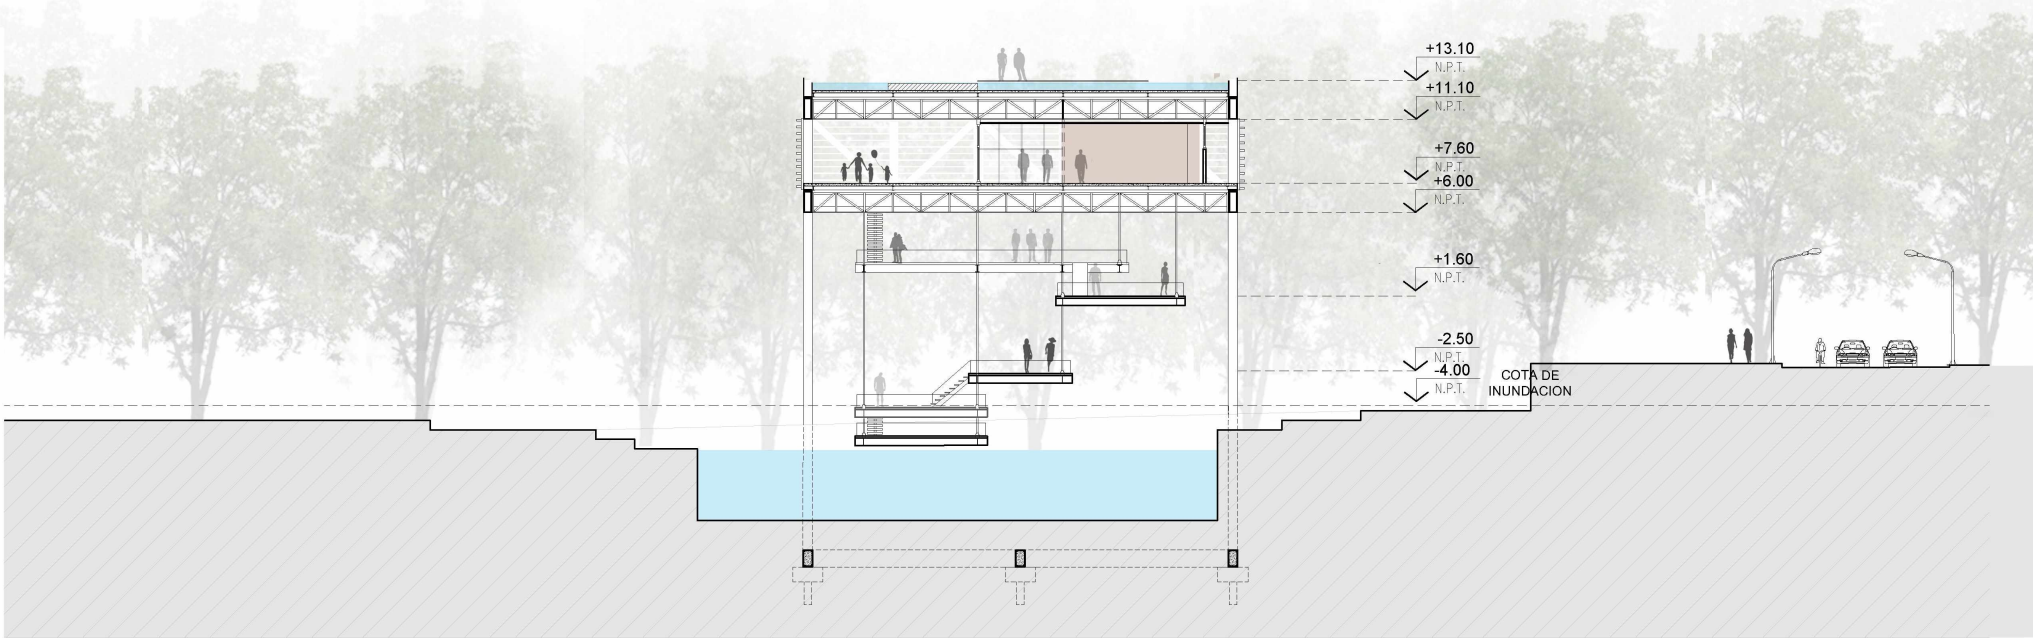 +13.10
N.P.T.
+11.10
N.P.T.
+7.60
N.P.T.
+6.00
N.P.T.
+1.60
N.P.T.
-2.50
N.P.T.
-4.00
N.P.T.
COTA DE
INUNDACION